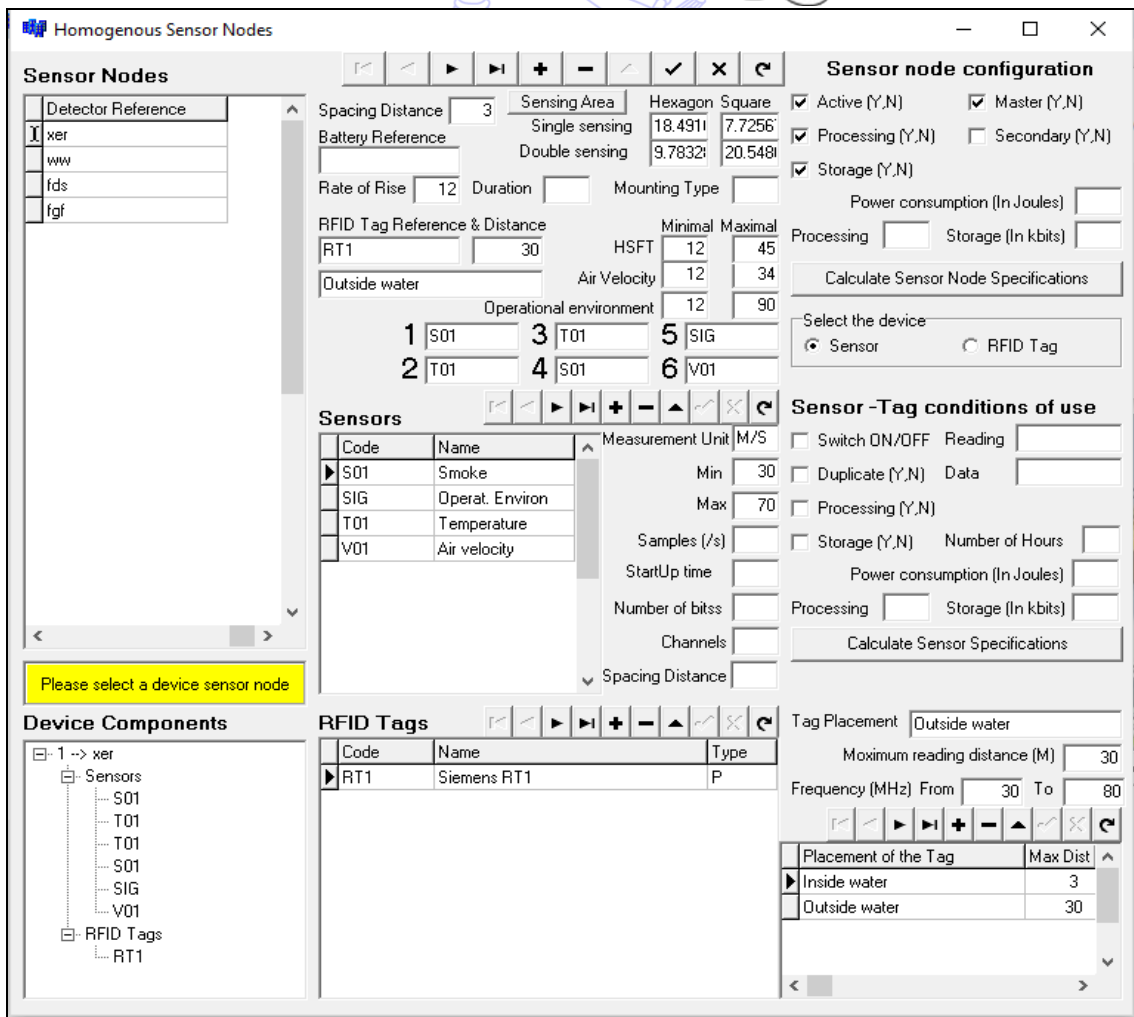 Homogenous Sensor Nodes
Sensor Nodes
Detector Reference
xer
ww
fds
fgf
Please select a device sensor node
Device Components
1 --> xer
Sensors
S01
T01
T01
S01
SIG
V01
RFID Tags
RT1
Spacing Distance 3 Sensing Area Hexagon Square
Single sensing 18.491 7.7256
Battery Reference
Double sensing 9.7832 20.548
Rate of Rise 12 Duration Mounting Type
RFID Tag Reference & Distance Minimal Maximal
RT1 30 HSFT 12 45
Outside water Air Velocity 12 34
Operational environment 12 90
1 S01 3 T01 5 SIG
2 T01 4 S01 6 V01
Sensors
Code Name
S01 Smoke
SIG Operat. Environ
T01 Temperature
V01 Air velocity
Measurement Unit M/S
Min 30
Max 70
Samples (/s)
StartUp time
Number of bitss
Channels
Spacing Distance
RFID Tags
Code Name Type
RT1 Siemens RT1 P
Sensor node configuration
Active (Y,N) Master (Y,N)
Processing (Y,N) Secondary (Y,N)
Storage (Y,N)
Power consumption (In Joules)
Processing Storage (In kbits)
Calculate Sensor Node Specifications
Select the device
Sensor RFID Tag
Sensor -Tag conditions of use
Switch ON/OFF Reading
Duplicate (Y,N) Data
Processing (Y,N)
Storage (Y,N) Number of Hours
Power consumption (In Joules)
Processing Storage (In kbits)
Calculate Sensor Specifications
Tag Placement Outside water
Maximum reading distance (M) 30
Frequency (MHz) From 30 To 80
Placement of the Tag Max Dist
Inside water 3
Outside water 30